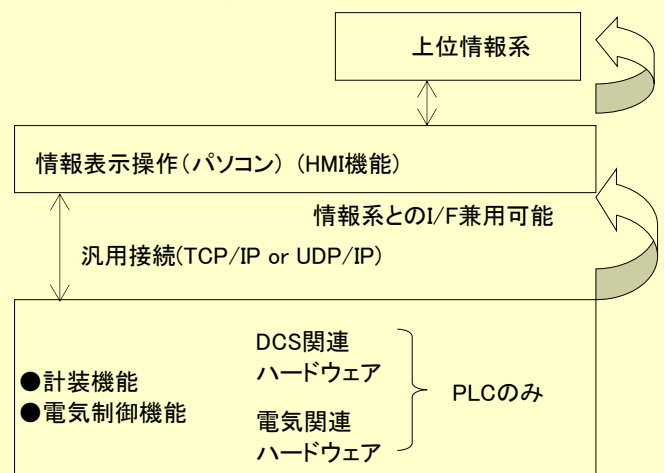 上位情報系
情報表示操作(パソコン) (HMI機能)
情報系とのI/F兼用可能
汎用接続(TCP/IP or UDP/IP)
DCS関連
ハードウェア
●計装機能
●電気制御機能
PLCのみ
電気関連
ハードウェア